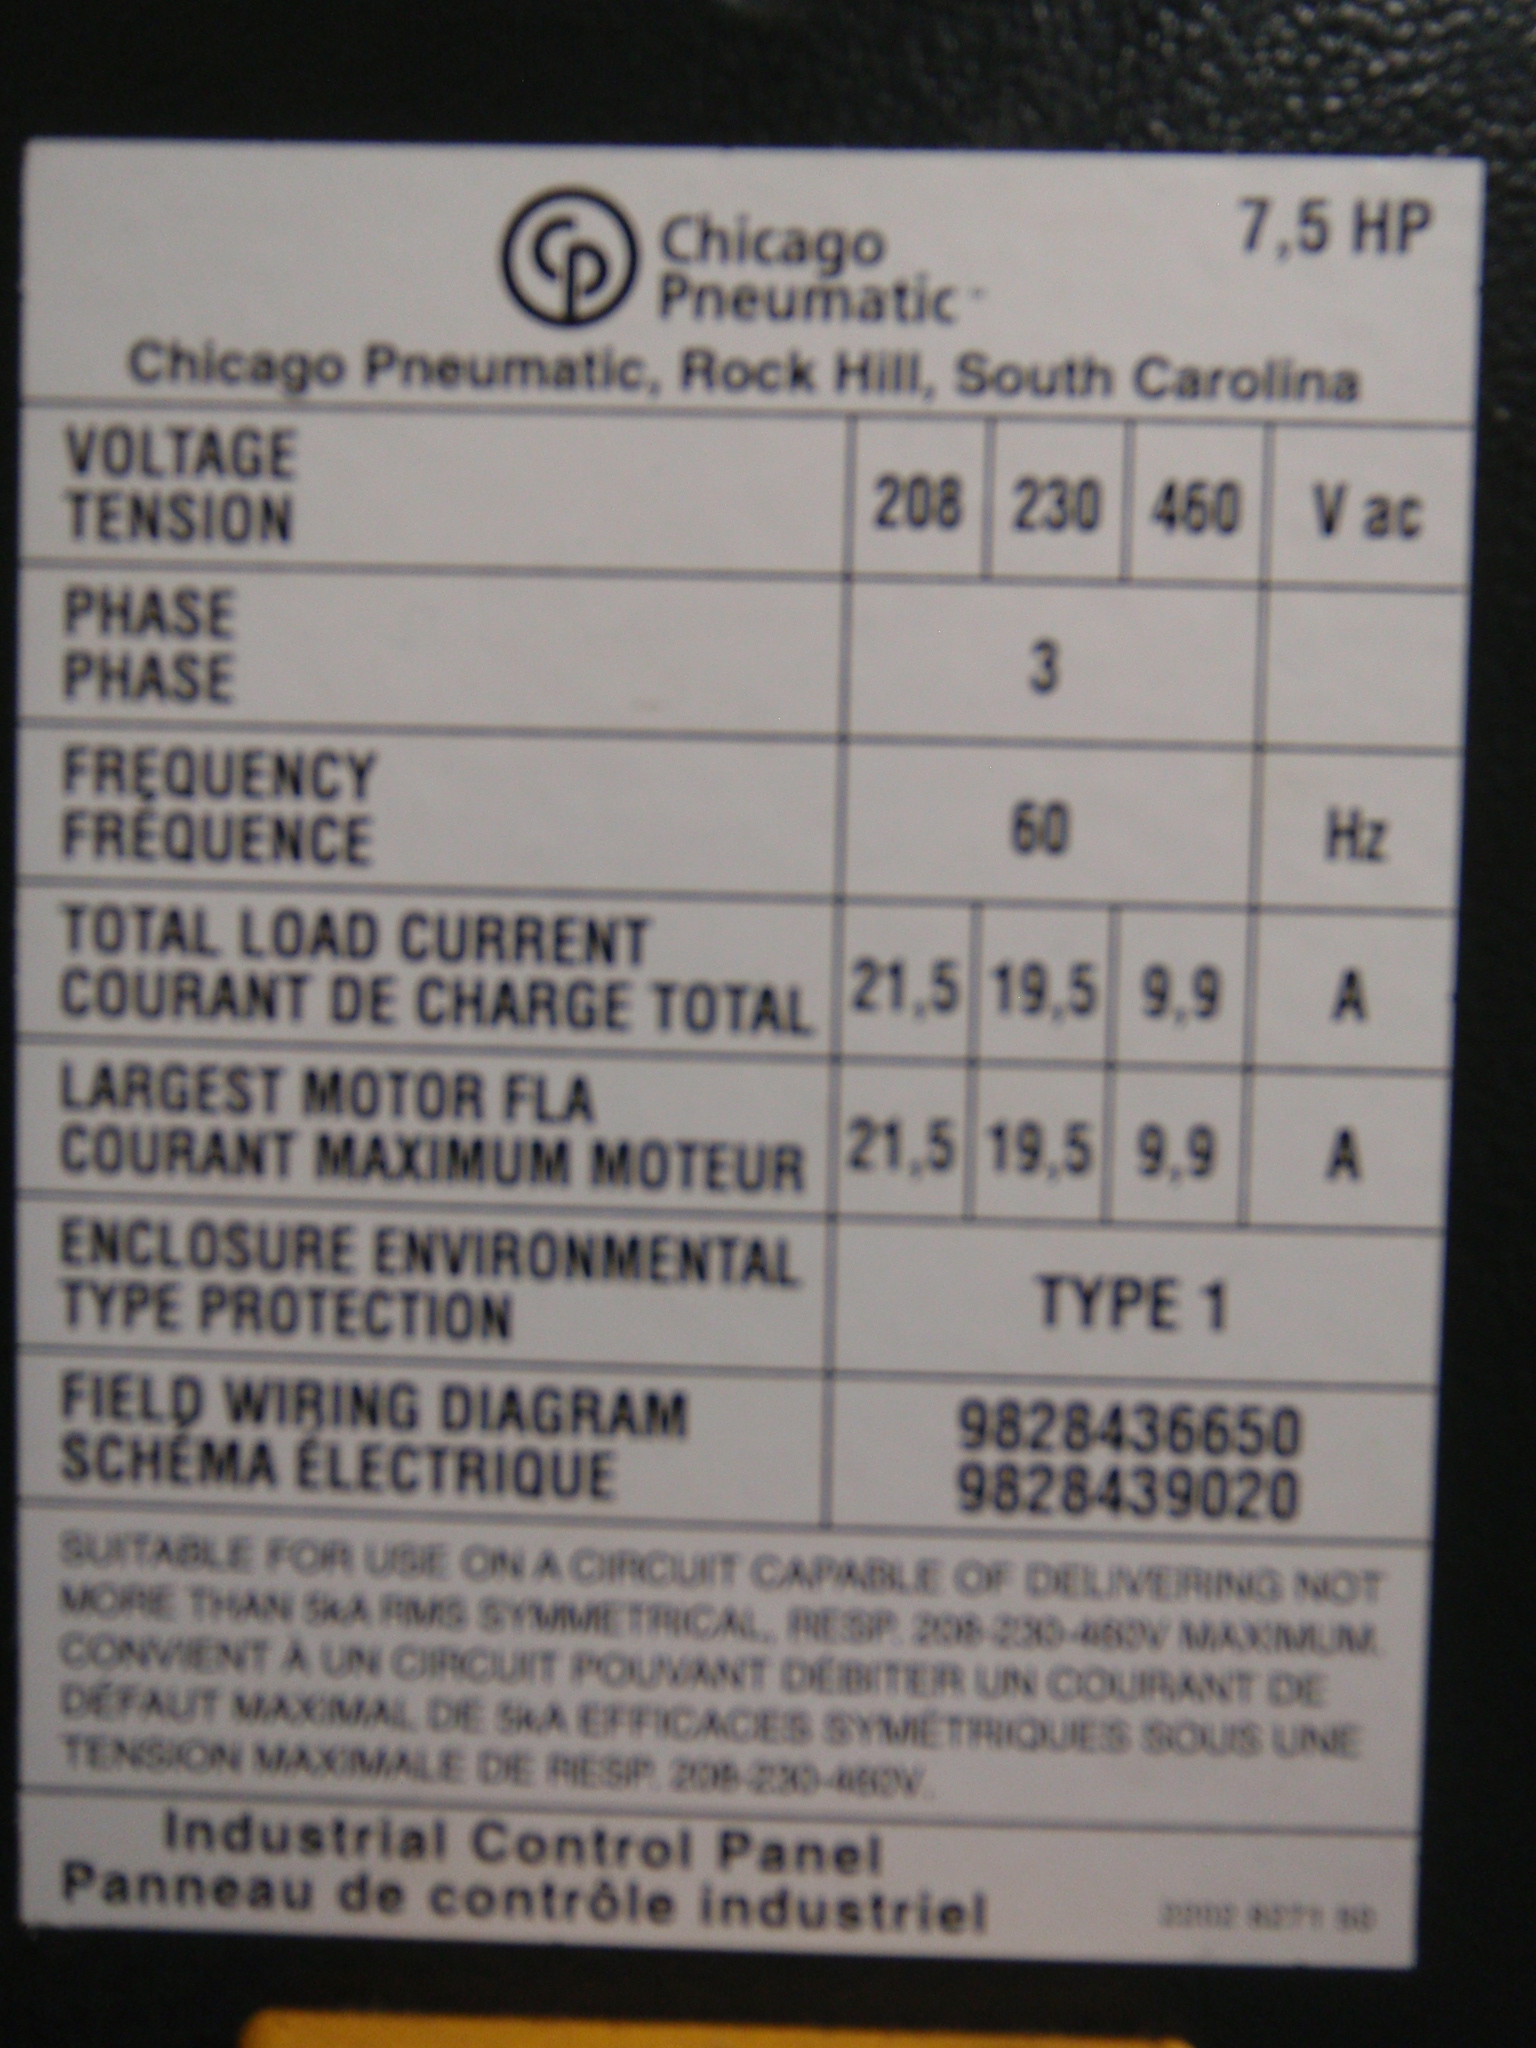 7,5 HP
Chicago
Pneumatic
Chicago Pneumatic, Rock Hill, South Carolina
VOLTAGE
TENSION
208 230 460 V ac
PHASE
PHASE
3
FREQUENCY
FRÉQUENCE
60 Hz
TOTAL LOAD CURRENT
COURANT DE CHARGE TOTAL
21,5 19,5 9,9 A
LARGEST MOTOR FLA
COURANT MAXIMUM MOTEUR
21,5 19,5 9,9 A
ENCLOSURE ENVIRONMENTAL
TYPE PROTECTION
TYPE 1
FIELD WIRING DIAGRAM
SCHÉMA ÉLECTRIQUE
9828436650
9828439020
SUITABLE FOR USE ON A CIRCUIT CAPABLE OF DELIVERING NOT
MORE THAN 5kA RMS SYMMETRICAL, RESP. 208-230-460V MAXIMUM.
CONVIENT À UN CIRCUIT POUVANT DÉBITER UN COURANT DE
DÉFAUT MAXIMAL DE 5kA EFFICACES SYMÉTRIQUES SOUS UNE
TENSION MAXIMALE DE RESP. 208-230-460V.
Industrial Control Panel
Panneau de contrôle industriel